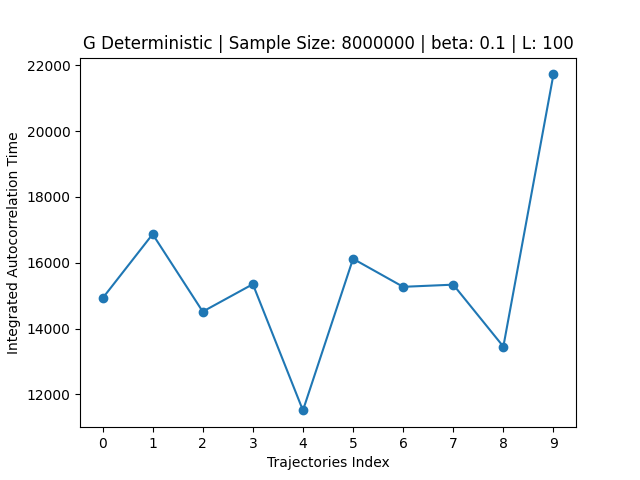 G Deterministic | Sample Size: 8000000 | beta: 0.1 | L: 100
22000
20000
18000
16000
14000
12000
Integrated Autocorrelation Time
0 1 2 3 4 5 6 7 8 9
Trajectories Index